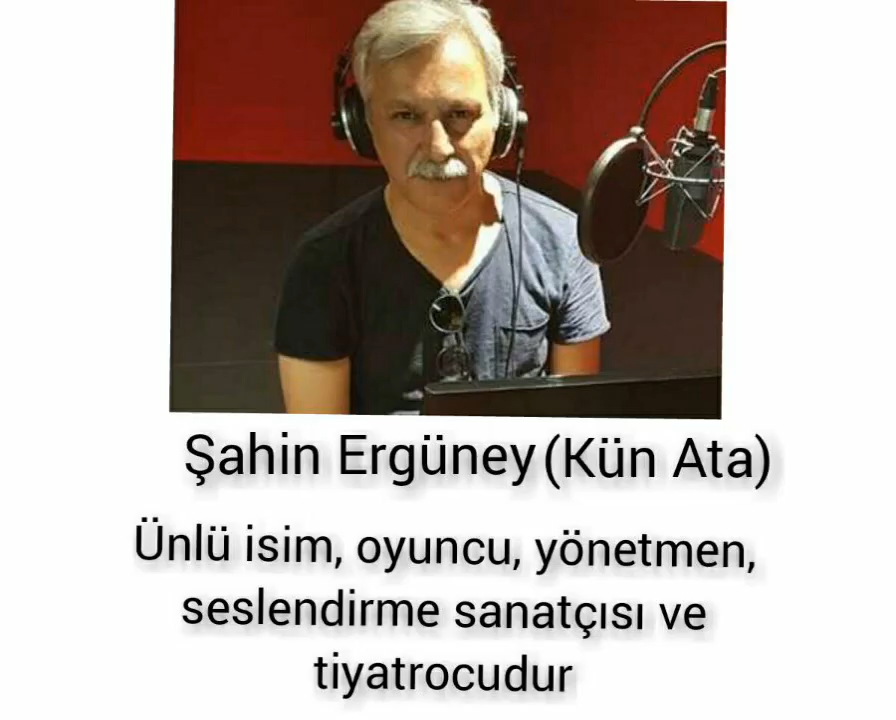 Şahin Ergüney (Kün Ata)
Ünlü isim, oyuncu, yönetmen,
seslendirme sanatçısı ve
tiyatrocudur